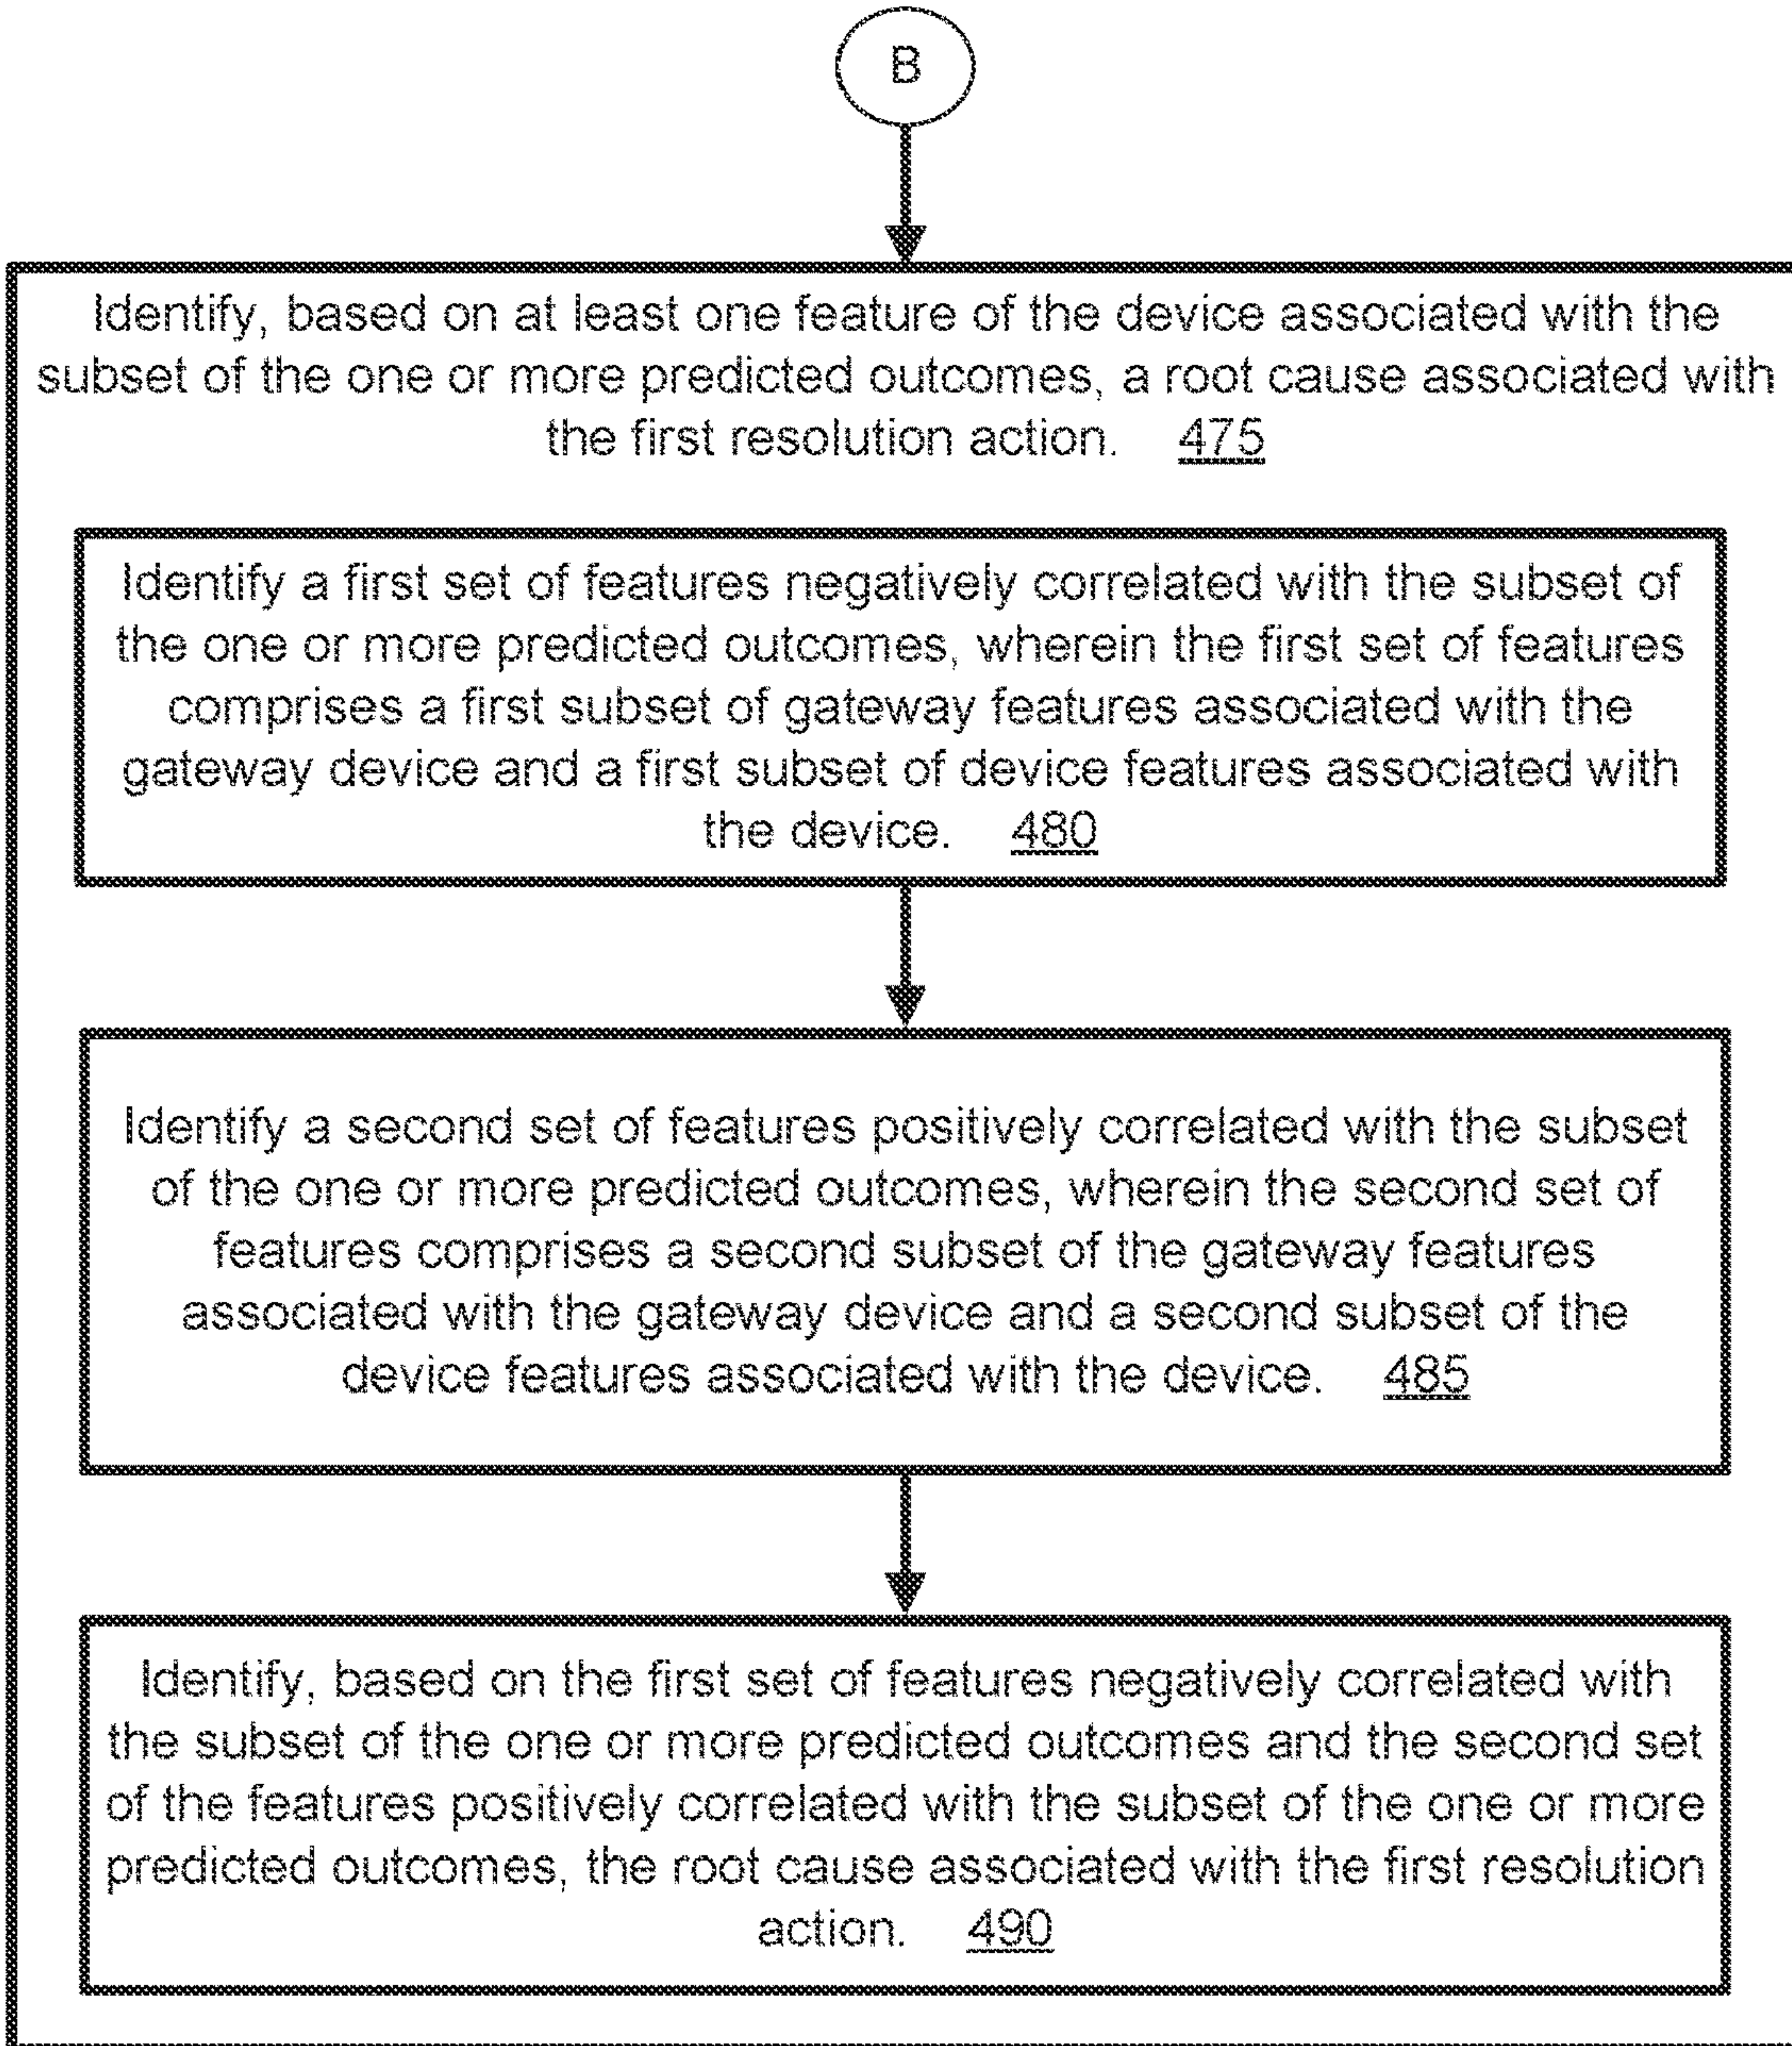 B
Identify, based on at least one feature of the device associated with the
subset of the one or more predicted outcomes, a root cause associated with
the first resolution action. 475
Identify a first set of features negatively correlated with the subset of
the one or more predicted outcomes, wherein the first set of features
comprises a first subset of gateway features associated with the
gateway device and a first subset of device features associated with
the device. 480
Identify a second set of features positively correlated with the subset
of the one or more predicted outcomes, wherein the second set of
features comprises a second subset of the gateway features
associated with the gateway device and a second subset of the
device features associated with the device. 485
Identify, based on the first set of features negatively correlated with
the subset of the one or more predicted outcomes and the second set
of the features positively correlated with the subset of the one or more
predicted outcomes, the root cause associated with the first resolution
action. 490